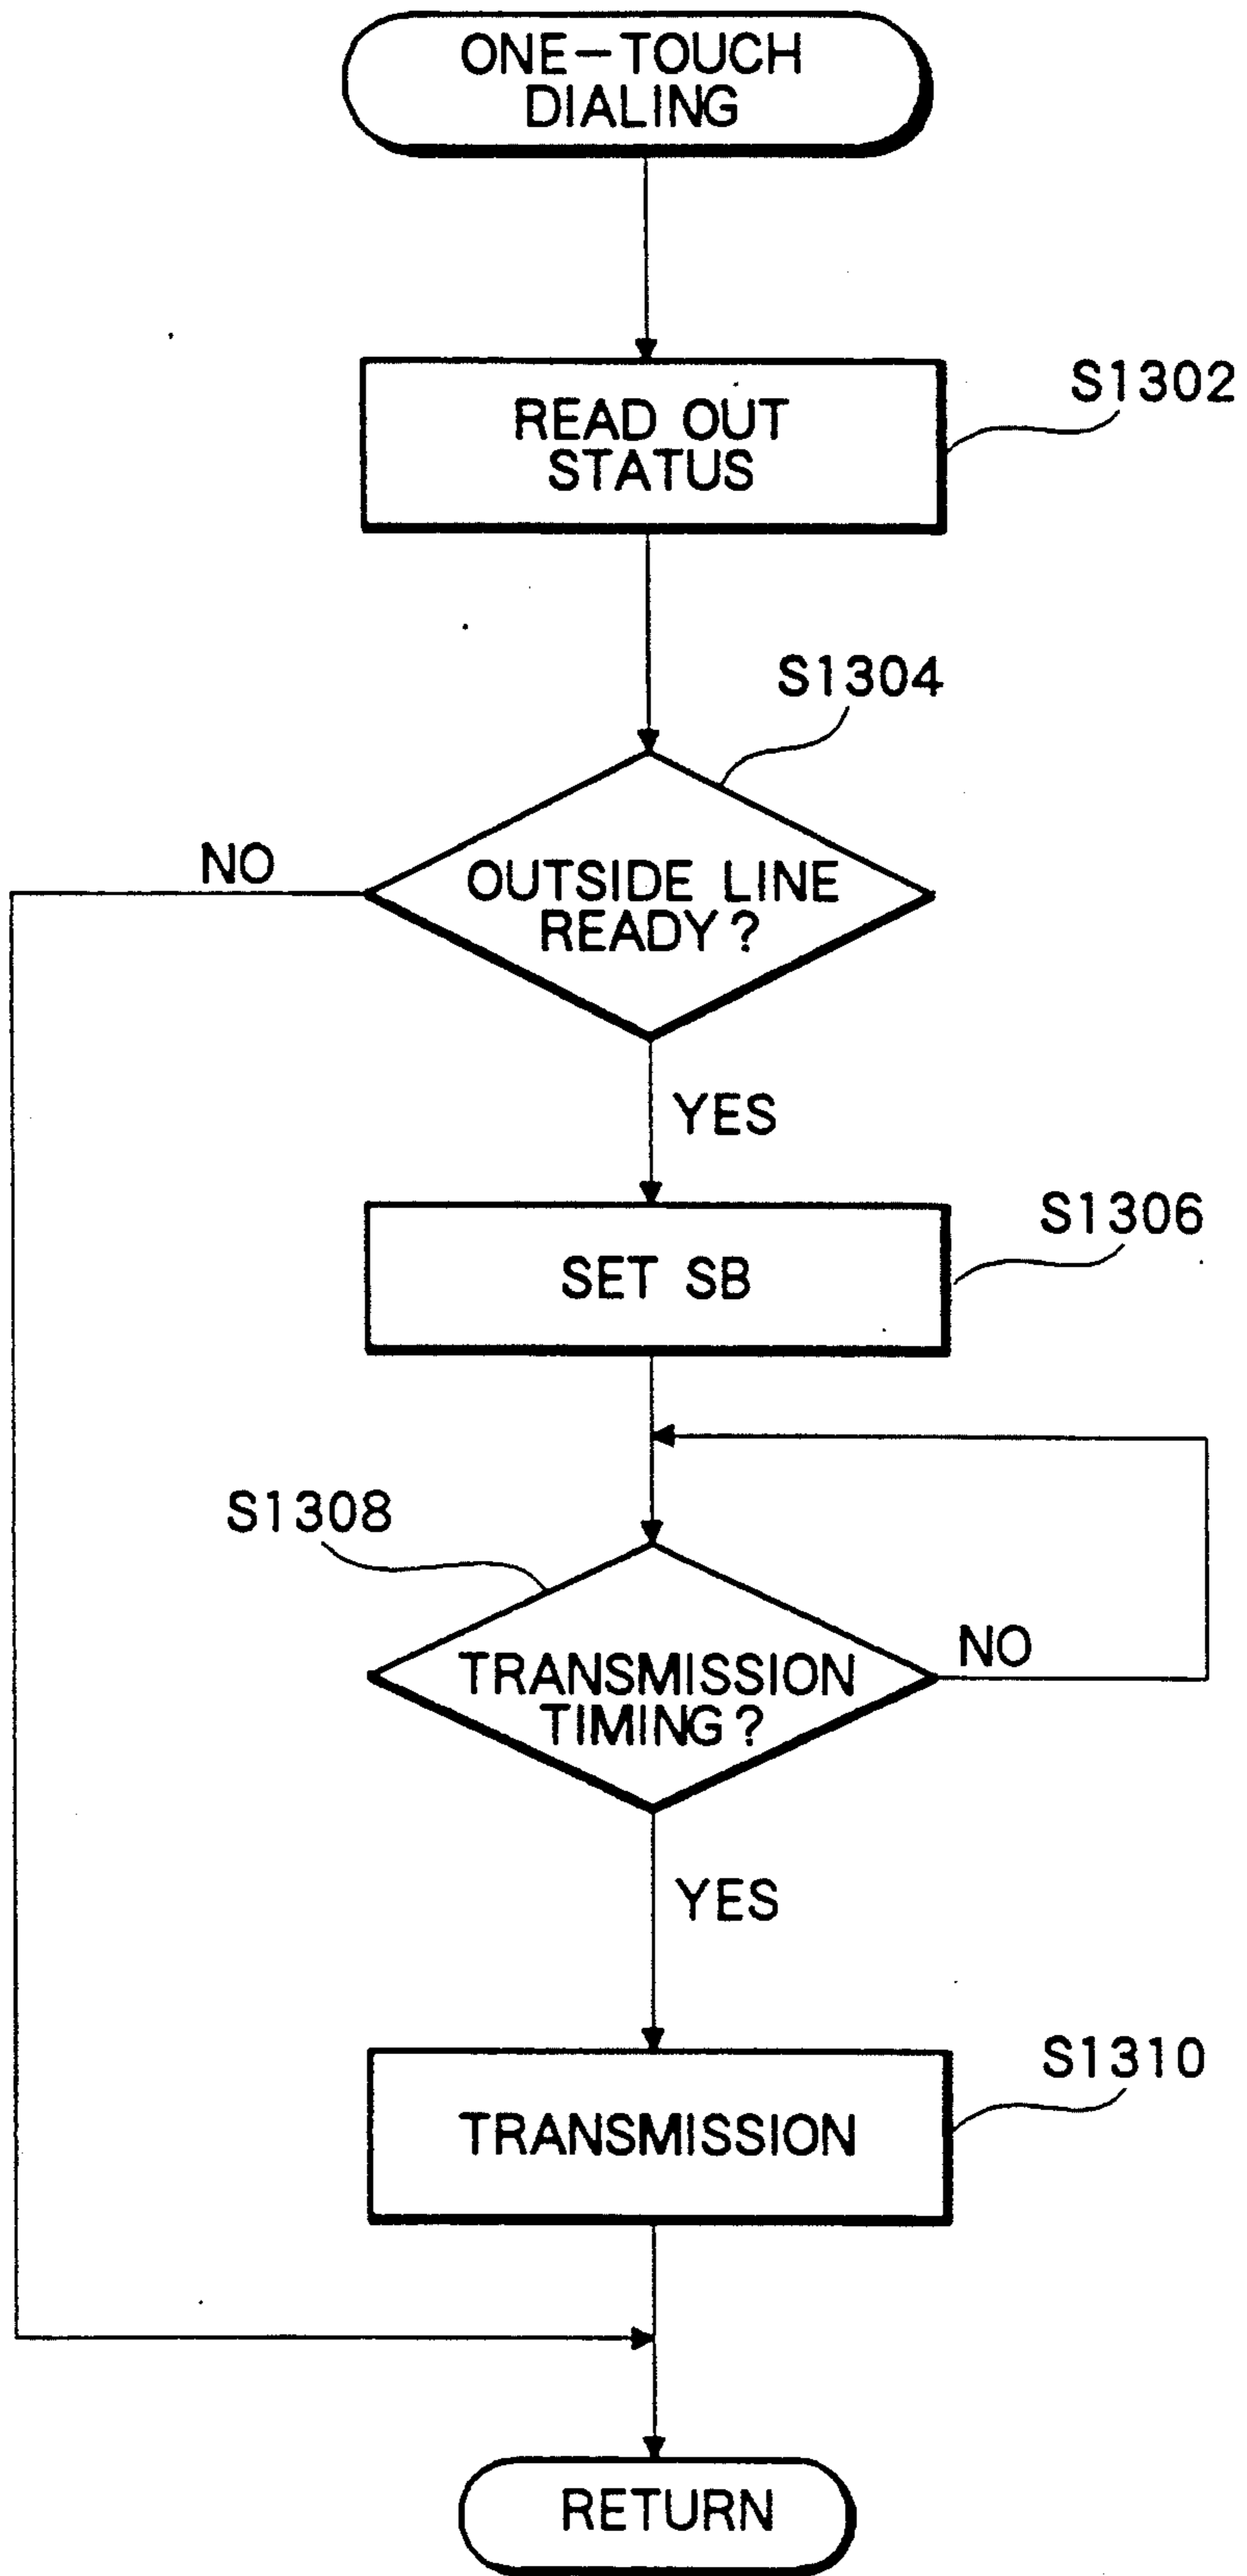 ONE-TOUCH
DIALING
READ OUT
STATUS
S1302
S1304
NO
OUTSIDE LINE
READY?
YES
SET SB
S1306
S1308
TRANSMISSION
TIMING?
NO
YES
TRANSMISSION
S1310
RETURN